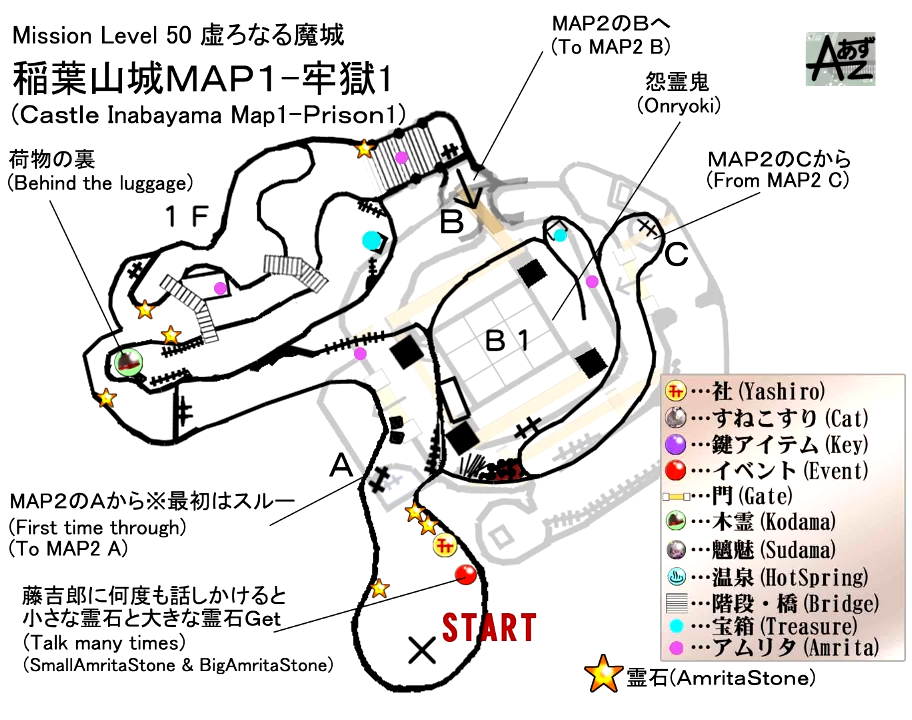 Mission Level 50 虚ろなる魔城
稲葉山城MAP1-牢獄1
(Castle Inabayama Map1-Prison1)
荷物の裏
(Behind the luggage)
MAP2のBへ
(To MAP2 B)
怨霊鬼
(Onryoki)
MAP2のCから
(From MAP2 C)
Aあず
Z
1F
B
C
B1
A
MAP2のAから※最初はスルー
(First time through)
(To MAP2 A)
藤吉郎に何度も話しかけると
小さな霊石と大きな霊石Get
(Talk many times)
(SmallAmritaStone & BigAmritaStone)
START
…社(Yashiro)
…すねこすり(Cat)
…鍵アイテム(Key)
…イベント(Event)
…門(Gate)
…木霊(Kodama)
…魑魅(Sudama)
…温泉(HotSpring)
…階段・橋(Bridge)
…宝箱(Treasure)
…アムリタ(Amrita)
霊石(AmritaStone)